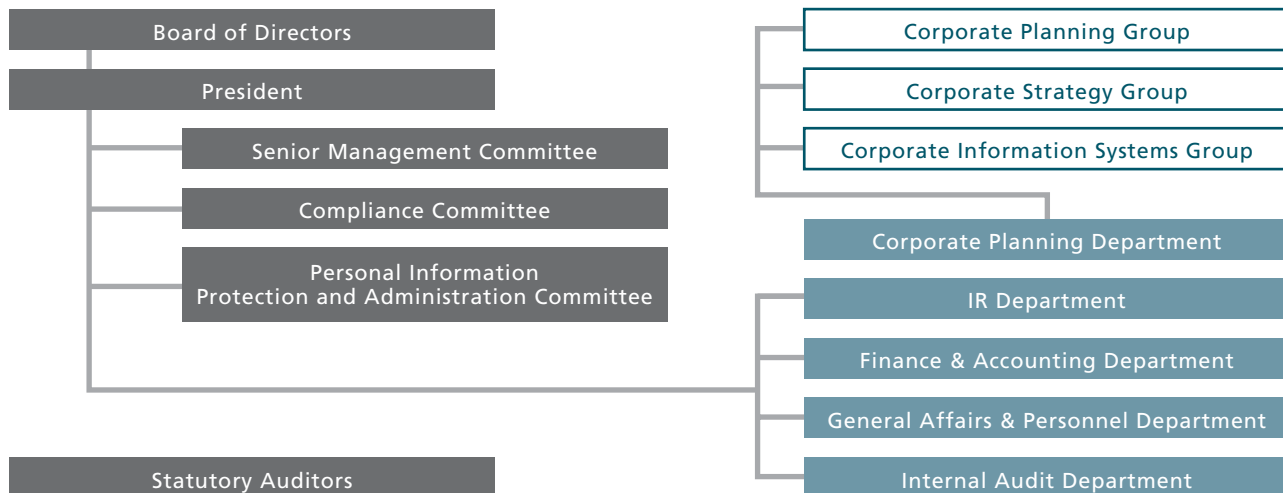 Board of Directors
President
Senior Management Committee
Compliance Committee
Personal Information
Protection and Administration Committee
Statutory Auditors
Corporate Planning Group
Corporate Strategy Group
Corporate Information Systems Group
Corporate Planning Department
IR Department
Finance & Accounting Department
General Affairs & Personnel Department
Internal Audit Department